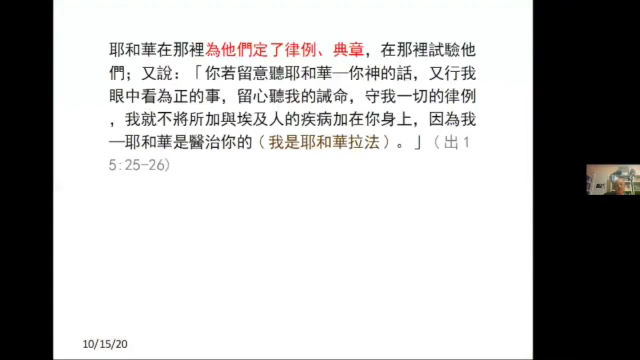 耶和華在那裡為他們定了律例、典章，在那裡試驗他
們；又說：「你若留意聽耶和華—你神的話，又行我
眼中看為正的事，留心聽我的誡命，守我一切的律例
，我就不將所加與埃及人的疾病加在你身上，因為我
—耶和華是醫治你的（我是耶和華拉法）。」（出1
5:25-26)
10/15/20